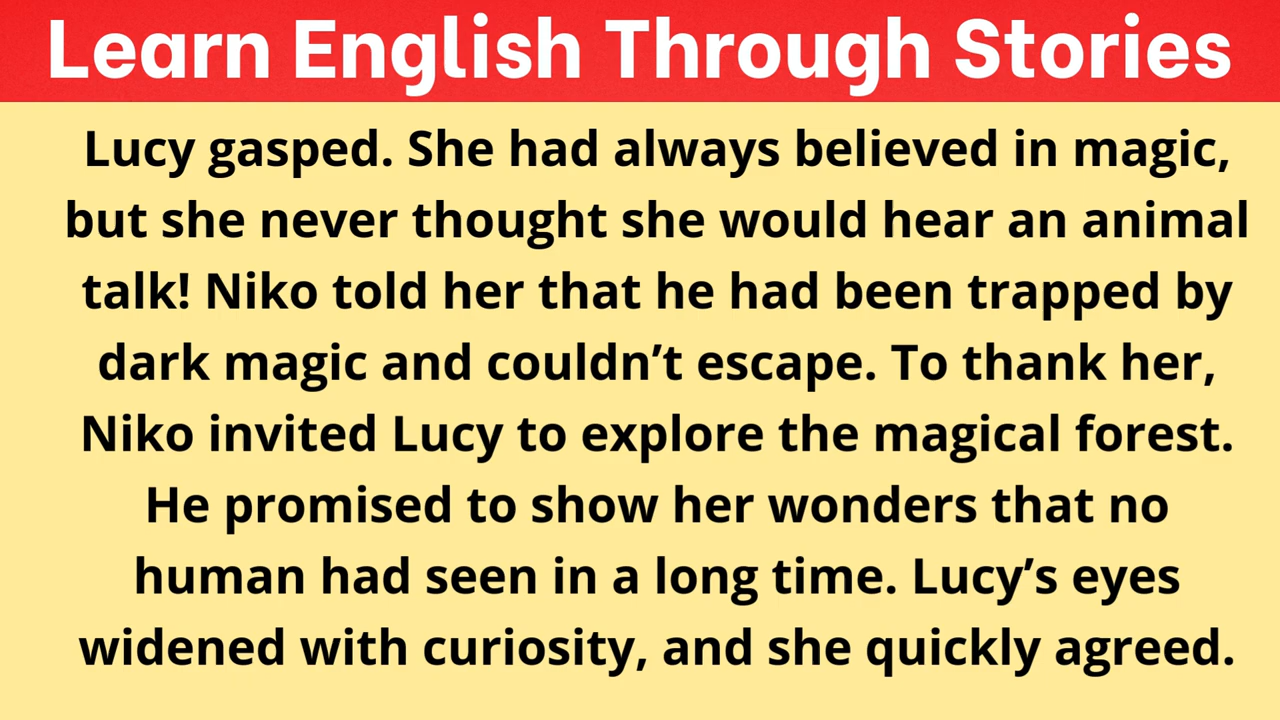 Learn English Through Stories
Lucy gasped. She had always believed in magic,
but she never thought she would hear an animal
talk! Niko told her that he had been trapped by
dark magic and couldn’t escape. To thank her,
Niko invited Lucy to explore the magical forest.
He promised to show her wonders that no
human had seen in a long time. Lucy’s eyes
widened with curiosity, and she quickly agreed.